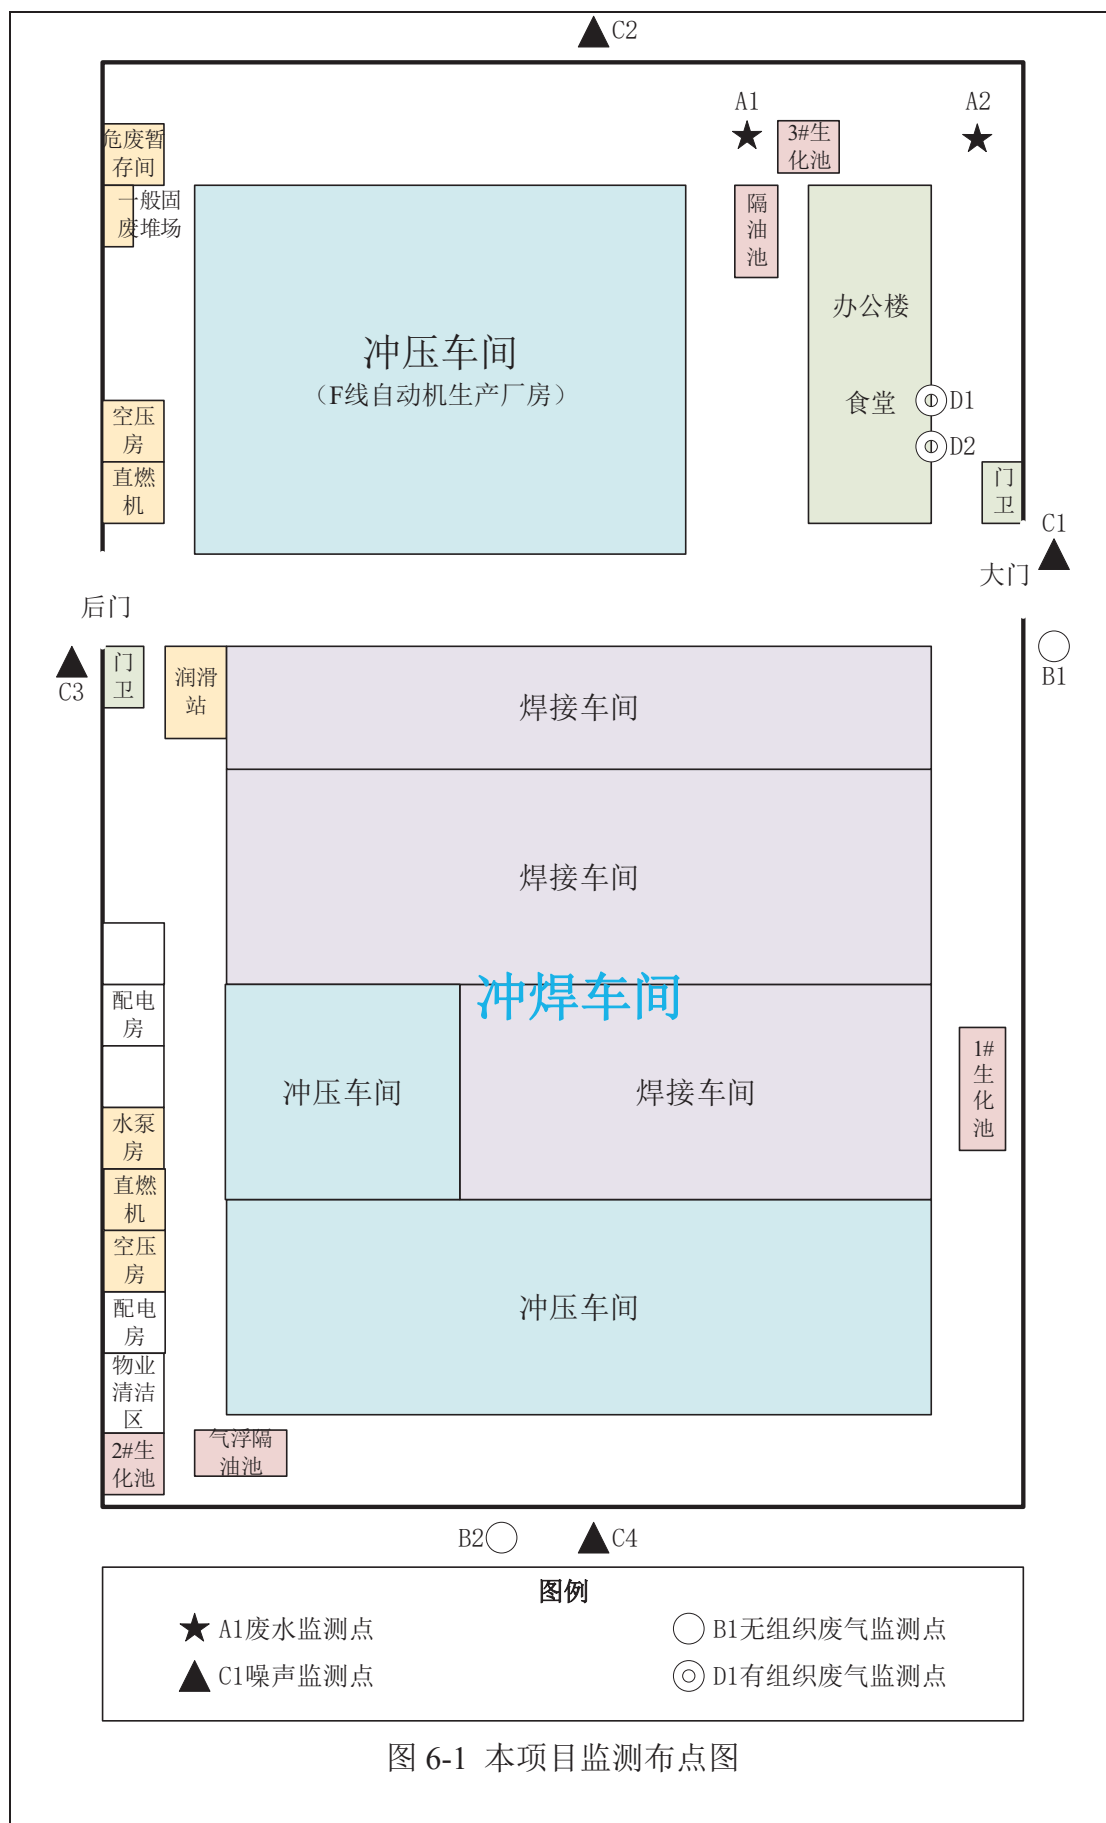 C2
A1
A2
危废暂
存间
3#生
化池
一般固
废堆场
隔
油
池
办公楼
冲压车间
(F线自动机生产厂房)
食堂
D1
D2
空压
房
直燃
机
门
卫
C1
大门
后门
C3
门
卫
润滑
站
B1
焊接车间
焊接车间
冲焊车间
配电
房
冲压车间
焊接车间
1#
生
化
池
水泵
房
直燃
机
空压
房
配电
房
冲压车间
物业
清洁
区
2#生
化池
气浮隔
油池
B2
C4
图例
A1废水监测点
B1无组织废气监测点
C1噪声监测点
D1有组织废气监测点
图 6-1 本项目监测布点图